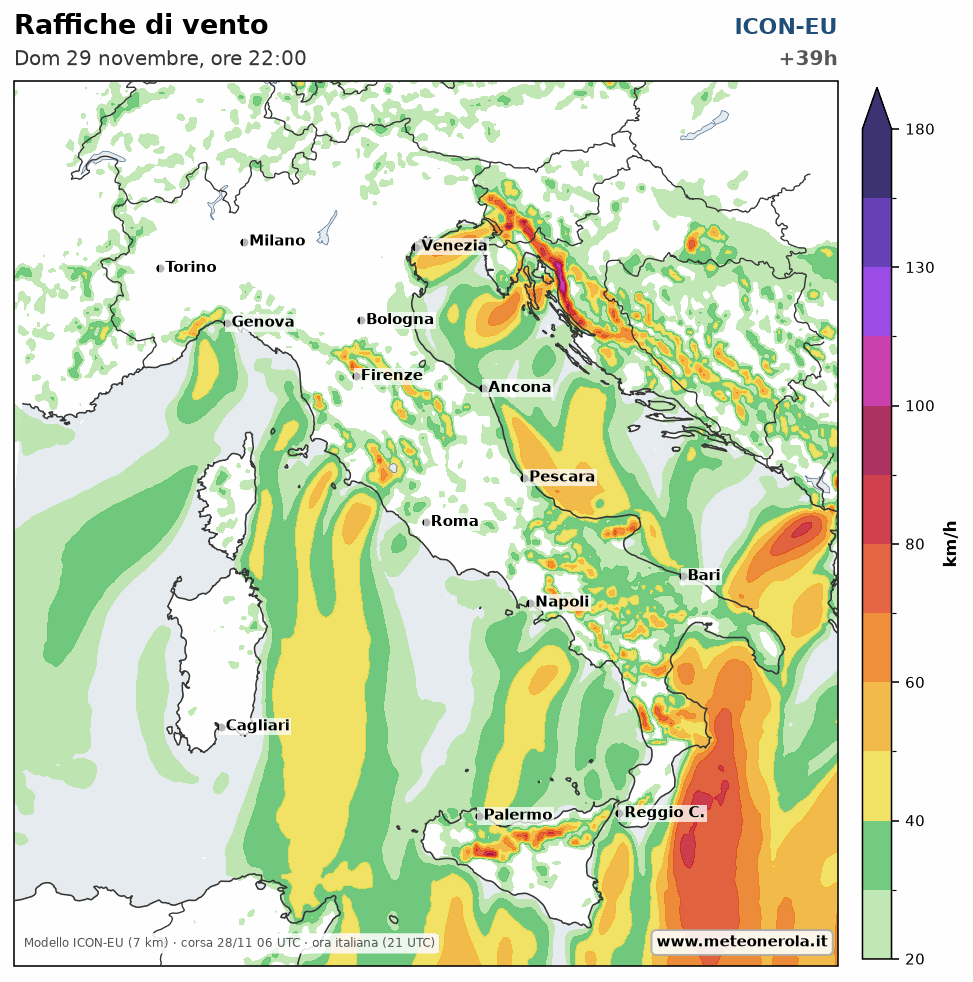 Raffiche di vento
ICON-EU
Dom 29 novembre, ore 22:00
+39h
180
Venezia
Milano
Torino
130
Genova
Bologna
Firenze
Ancona
100
Pescara
Roma
80
km/h
Bari
Napoli
60
Cagliari
Palermo
Reggio C.
40
Modello ICON-EU (7 km) · corsa 28/11 06 UTC · ora italiana (21 UTC)
www.meteonerola.it
20